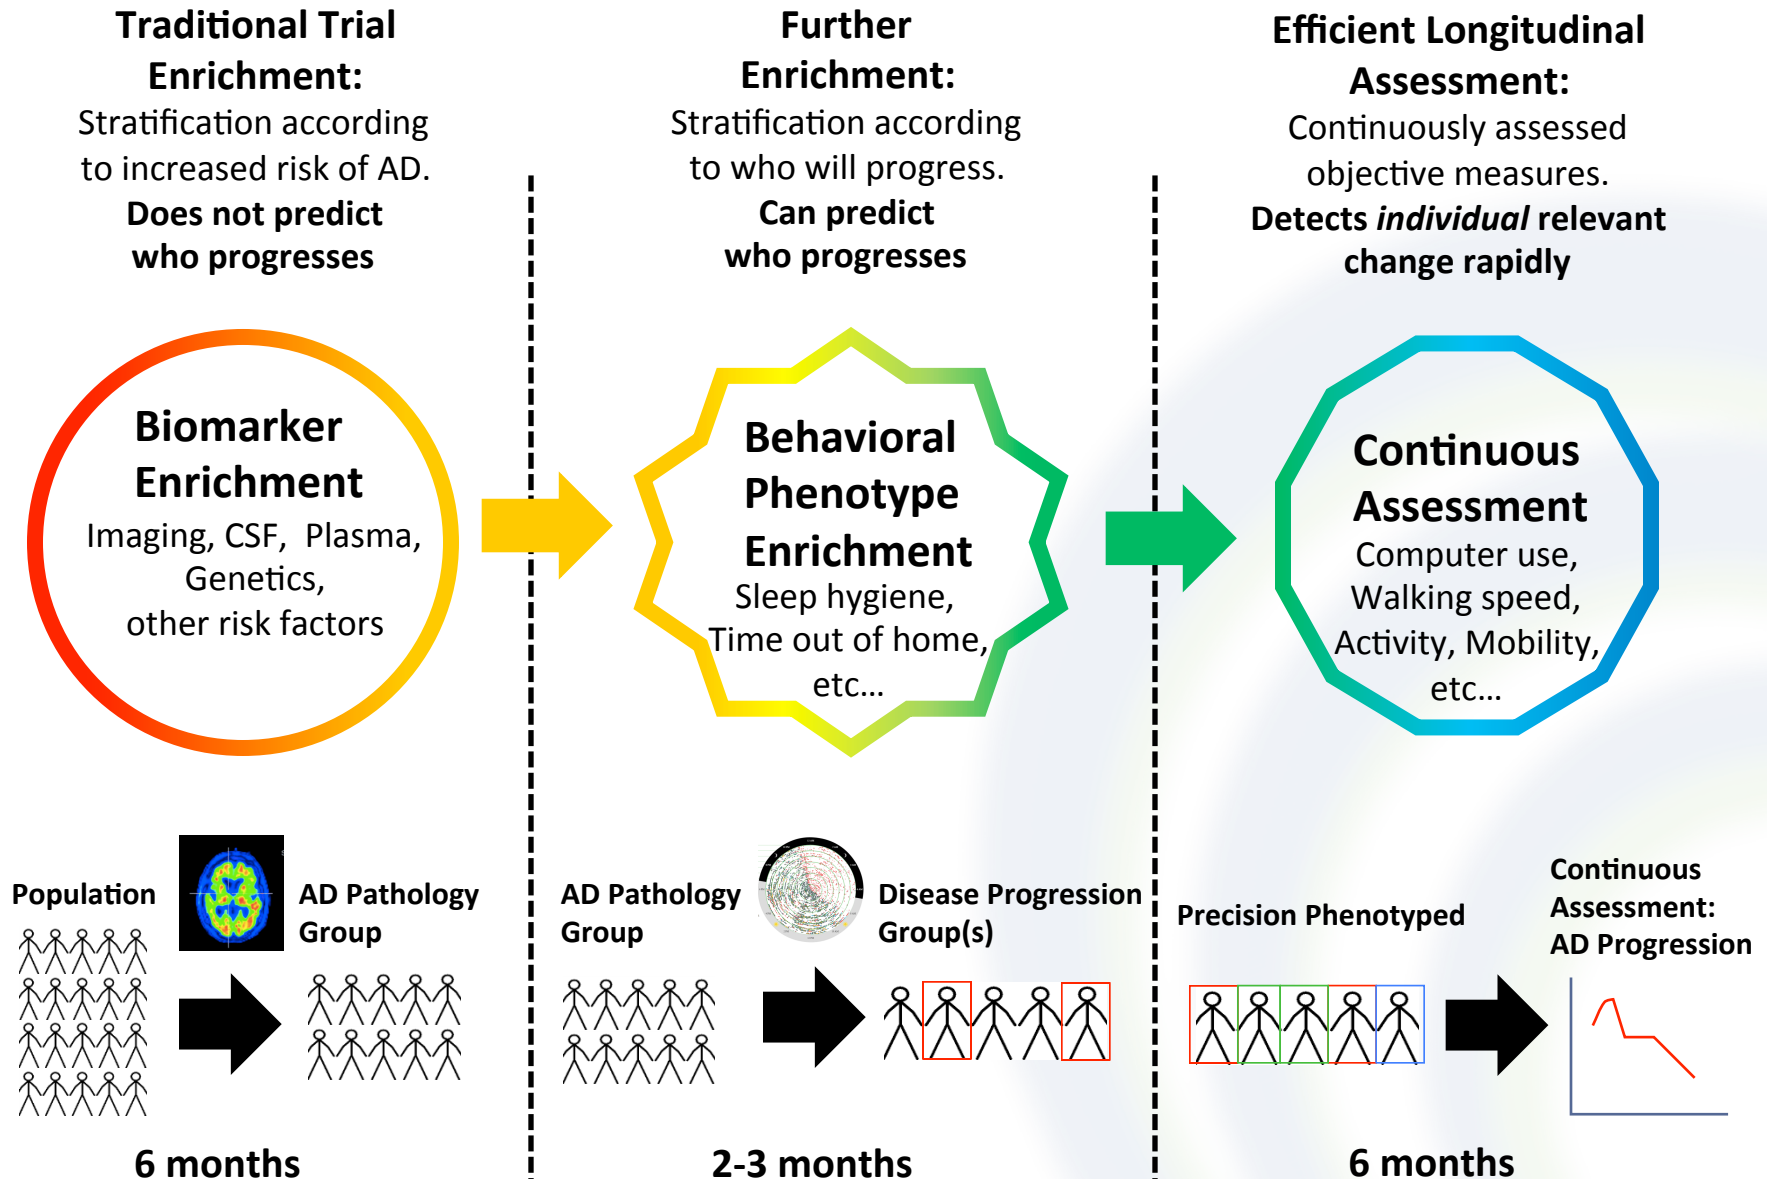 Traditional Trial
Enrichment:
Stratification according
to increased risk of AD.
Does not predict
who progresses
Further
Enrichment:
Stratification according
to who will progress.
Can predict
who progresses
Efficient Longitudinal
Assessment:
Continuously assessed
objective measures.
Detects individual relevant
change rapidly
Biomarker
Enrichment
Imaging, CSF, Plasma,
Genetics,
other risk factors
Behavioral
Phenotype
Enrichment
Sleep hygiene,
Time out of home,
etc…
Continuous
Assessment
Computer use,
Walking speed,
Activity, Mobility,
etc…
Population
AD Pathology
Group
AD Pathology
Group
Disease Progression
Group(s)
Precision Phenotyped
Continuous
Assessment:
AD Progression
6 months
2-3 months
6 months